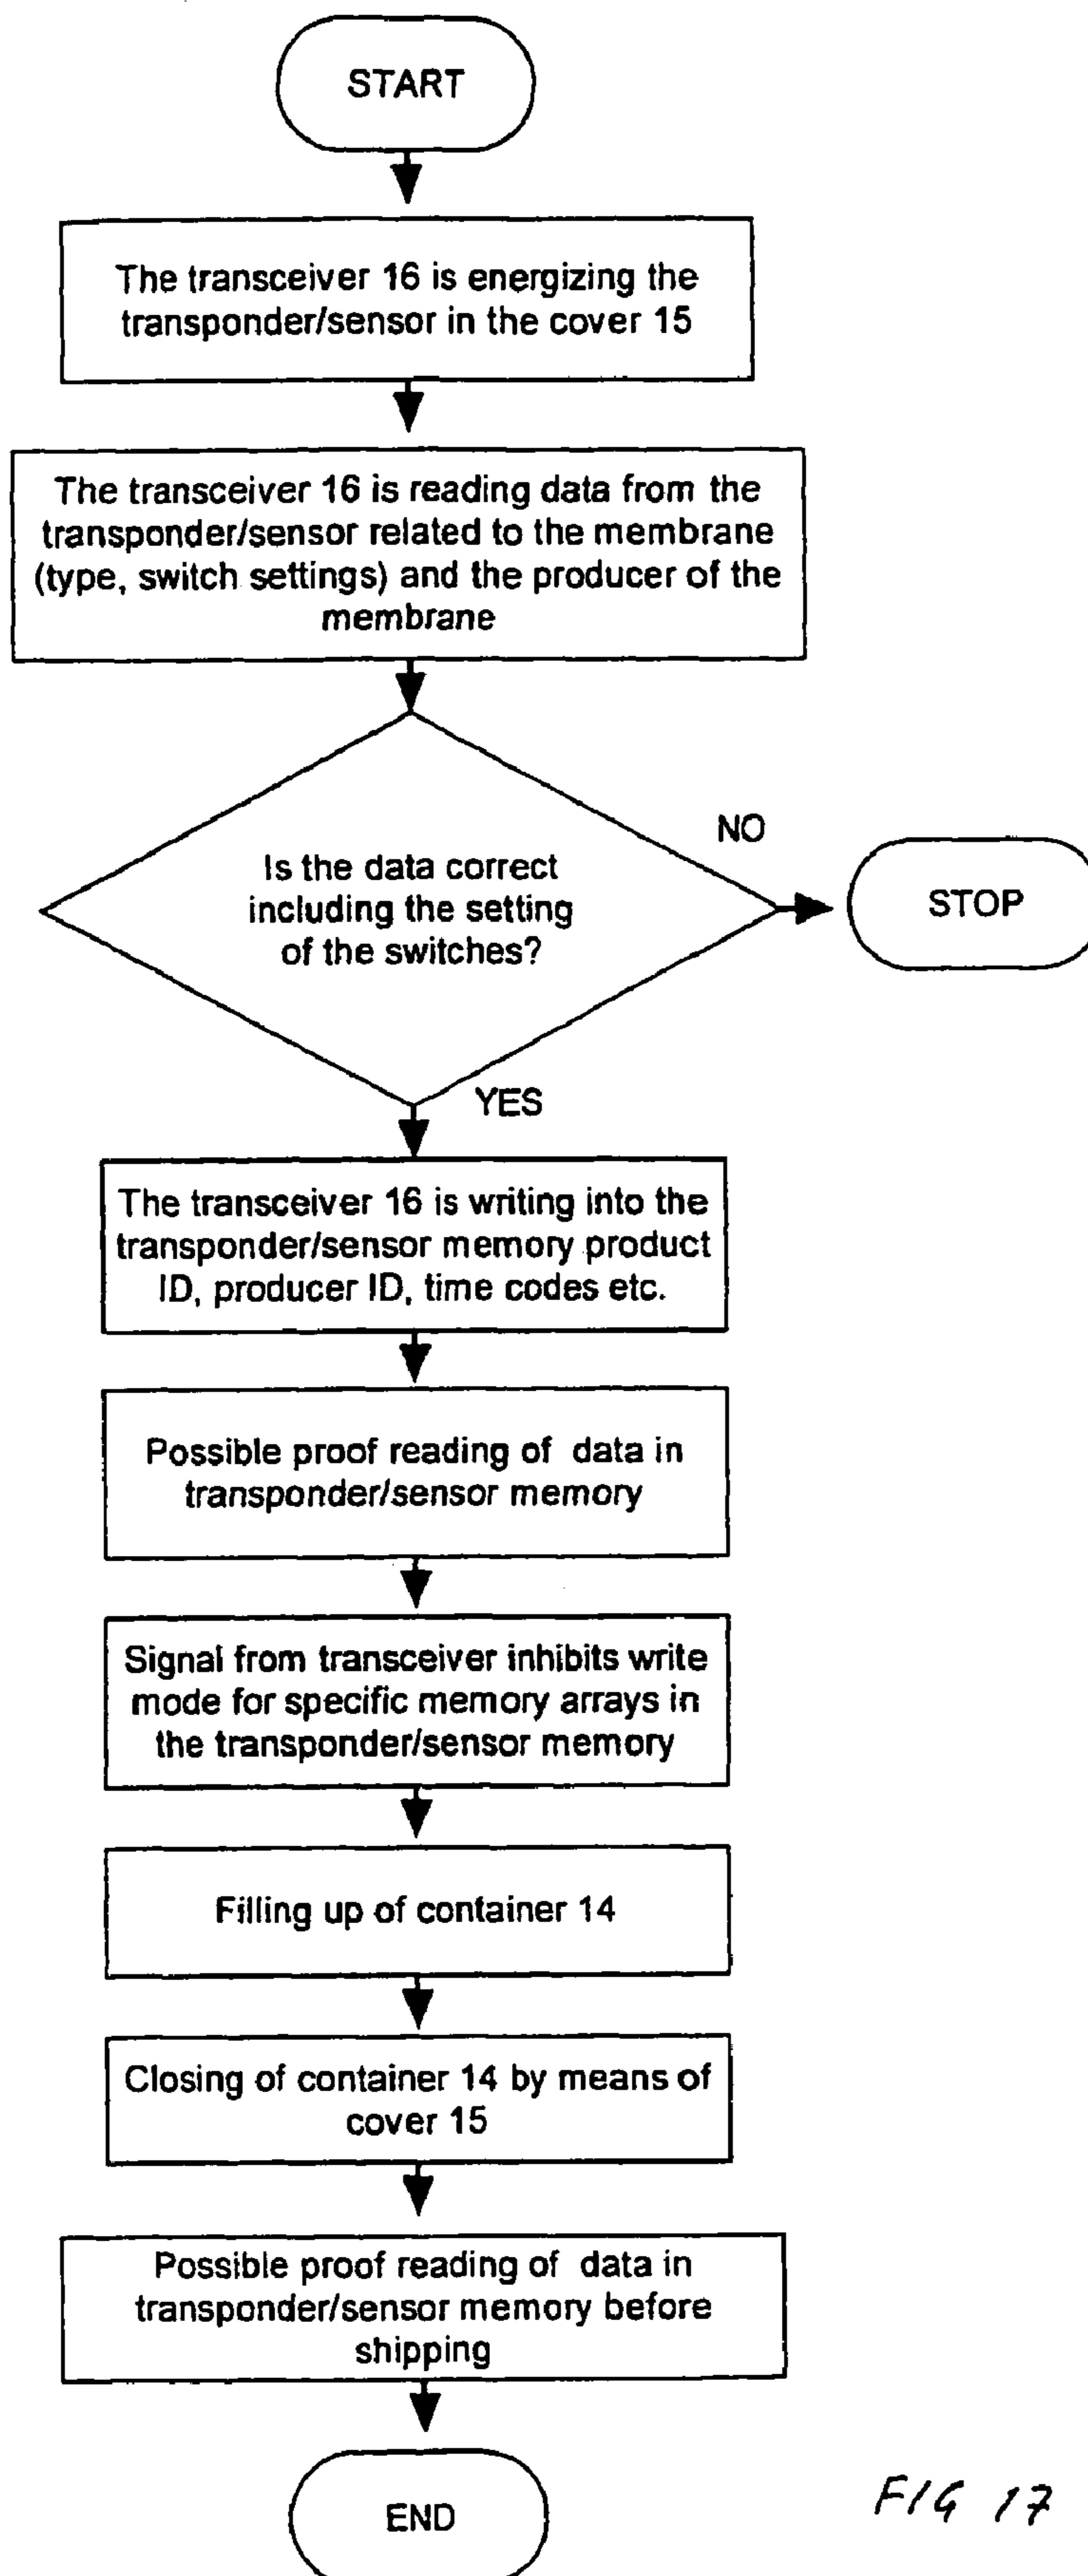 START
The transceiver 16 is energizing the
transponder/sensor in the cover 15
The transceiver 16 is reading data from the
transponder/sensor related to the membrane
(type, switch settings) and the producer of the
membrane
NO
Is the data correct
including the setting
of the switches?
STOP
YES
The transceiver 16 is writing into the
transponder/sensor memory product
ID, producer ID, time codes etc.
Possible proof reading of data in
transponder/sensor memory
Signal from transceiver inhibits write
mode for specific memory arrays in
the transponder/sensor memory
Filling up of container 14
Closing of container 14 by means of
cover 15
Possible proof reading of data in
transponder/sensor memory before
shipping
END
FIG 17